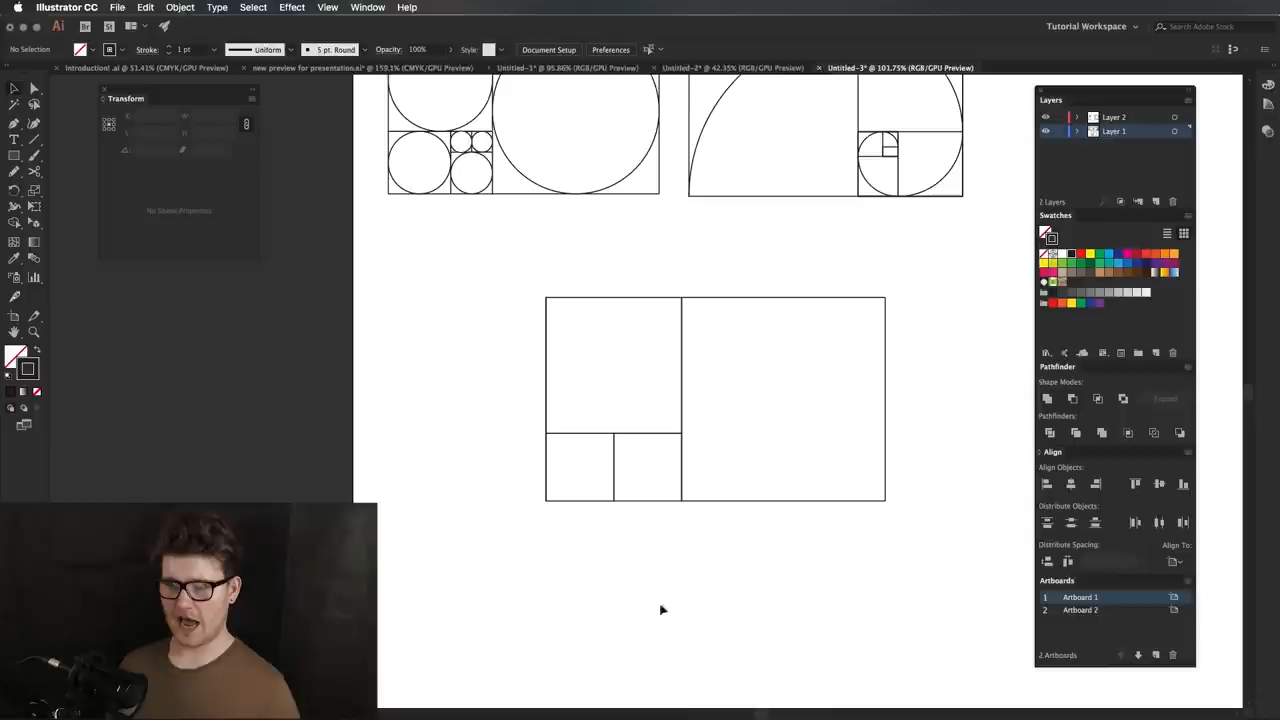 Illustrator CC File Edit Object Type Select Effect View Window Help
Ai Br St Tutorial Workspace Search Adobe Stock
No Selection Stroke: 1 pt Uniform 5 pt. Round Opacity: 100% Style: Document Setup Preferences
Introduction!.ai @ 51.41% (CMYK/GPU Preview) new preview for presentation.ai* @ 159.1% (CMYK/GPU Preview) Untitled-1* @ 95.86% (RGB/GPU Preview) Untitled-2* @ 42.35% (RGB/GPU Preview) Untitled-3* @ 101.75% (RGB/GPU Preview)
Transform
X: W:
No Shape Properties
Layers
Layer 2
Layer 1
2 Layers
Swatches
Pathfinder
Shape Modes:
Expand
Pathfinders:
Align
Align Objects:
Distribute Objects:
Distribute Spacing: Align To:
Artboards
1 Artboard 1
2 Artboard 2
2 Artboards